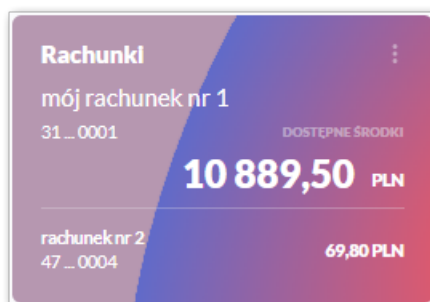 Rachunki
mój rachunek nr 1
31 ... 0001
DOSTĘPNE ŚRODKI
10 889,50 PLN
rachunek nr 2
47 ... 0004
69,80 PLN